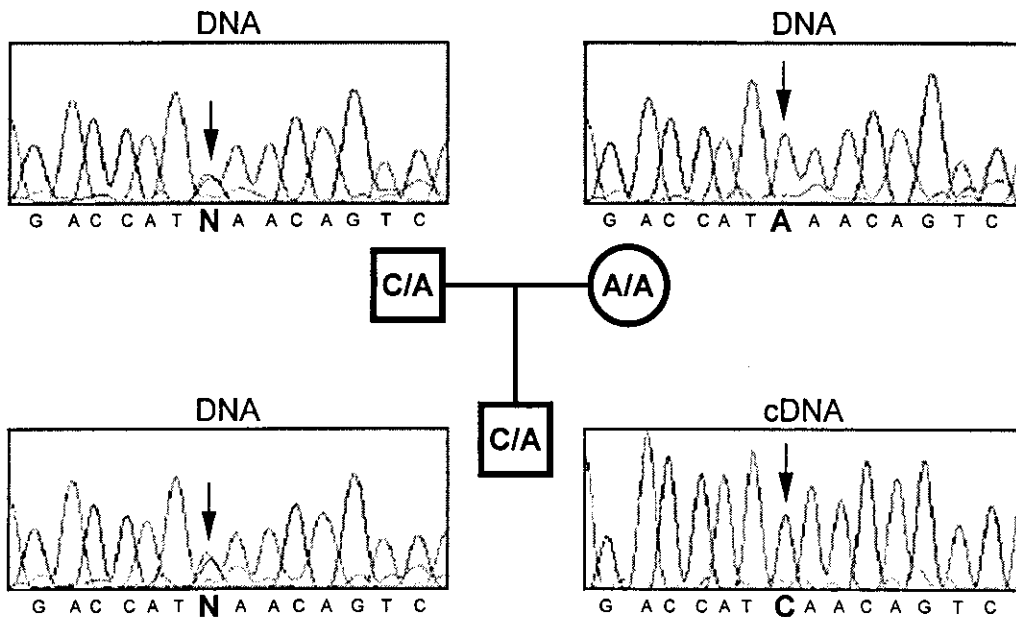 DNA
DNA
G A C C A T N A A C A G T C
G A C C A T A A A C A G T C
C/A
A/A
C/A
DNA
cDNA
G A C C A T N A A C A G T C
G A C C A T C A A C A G T C